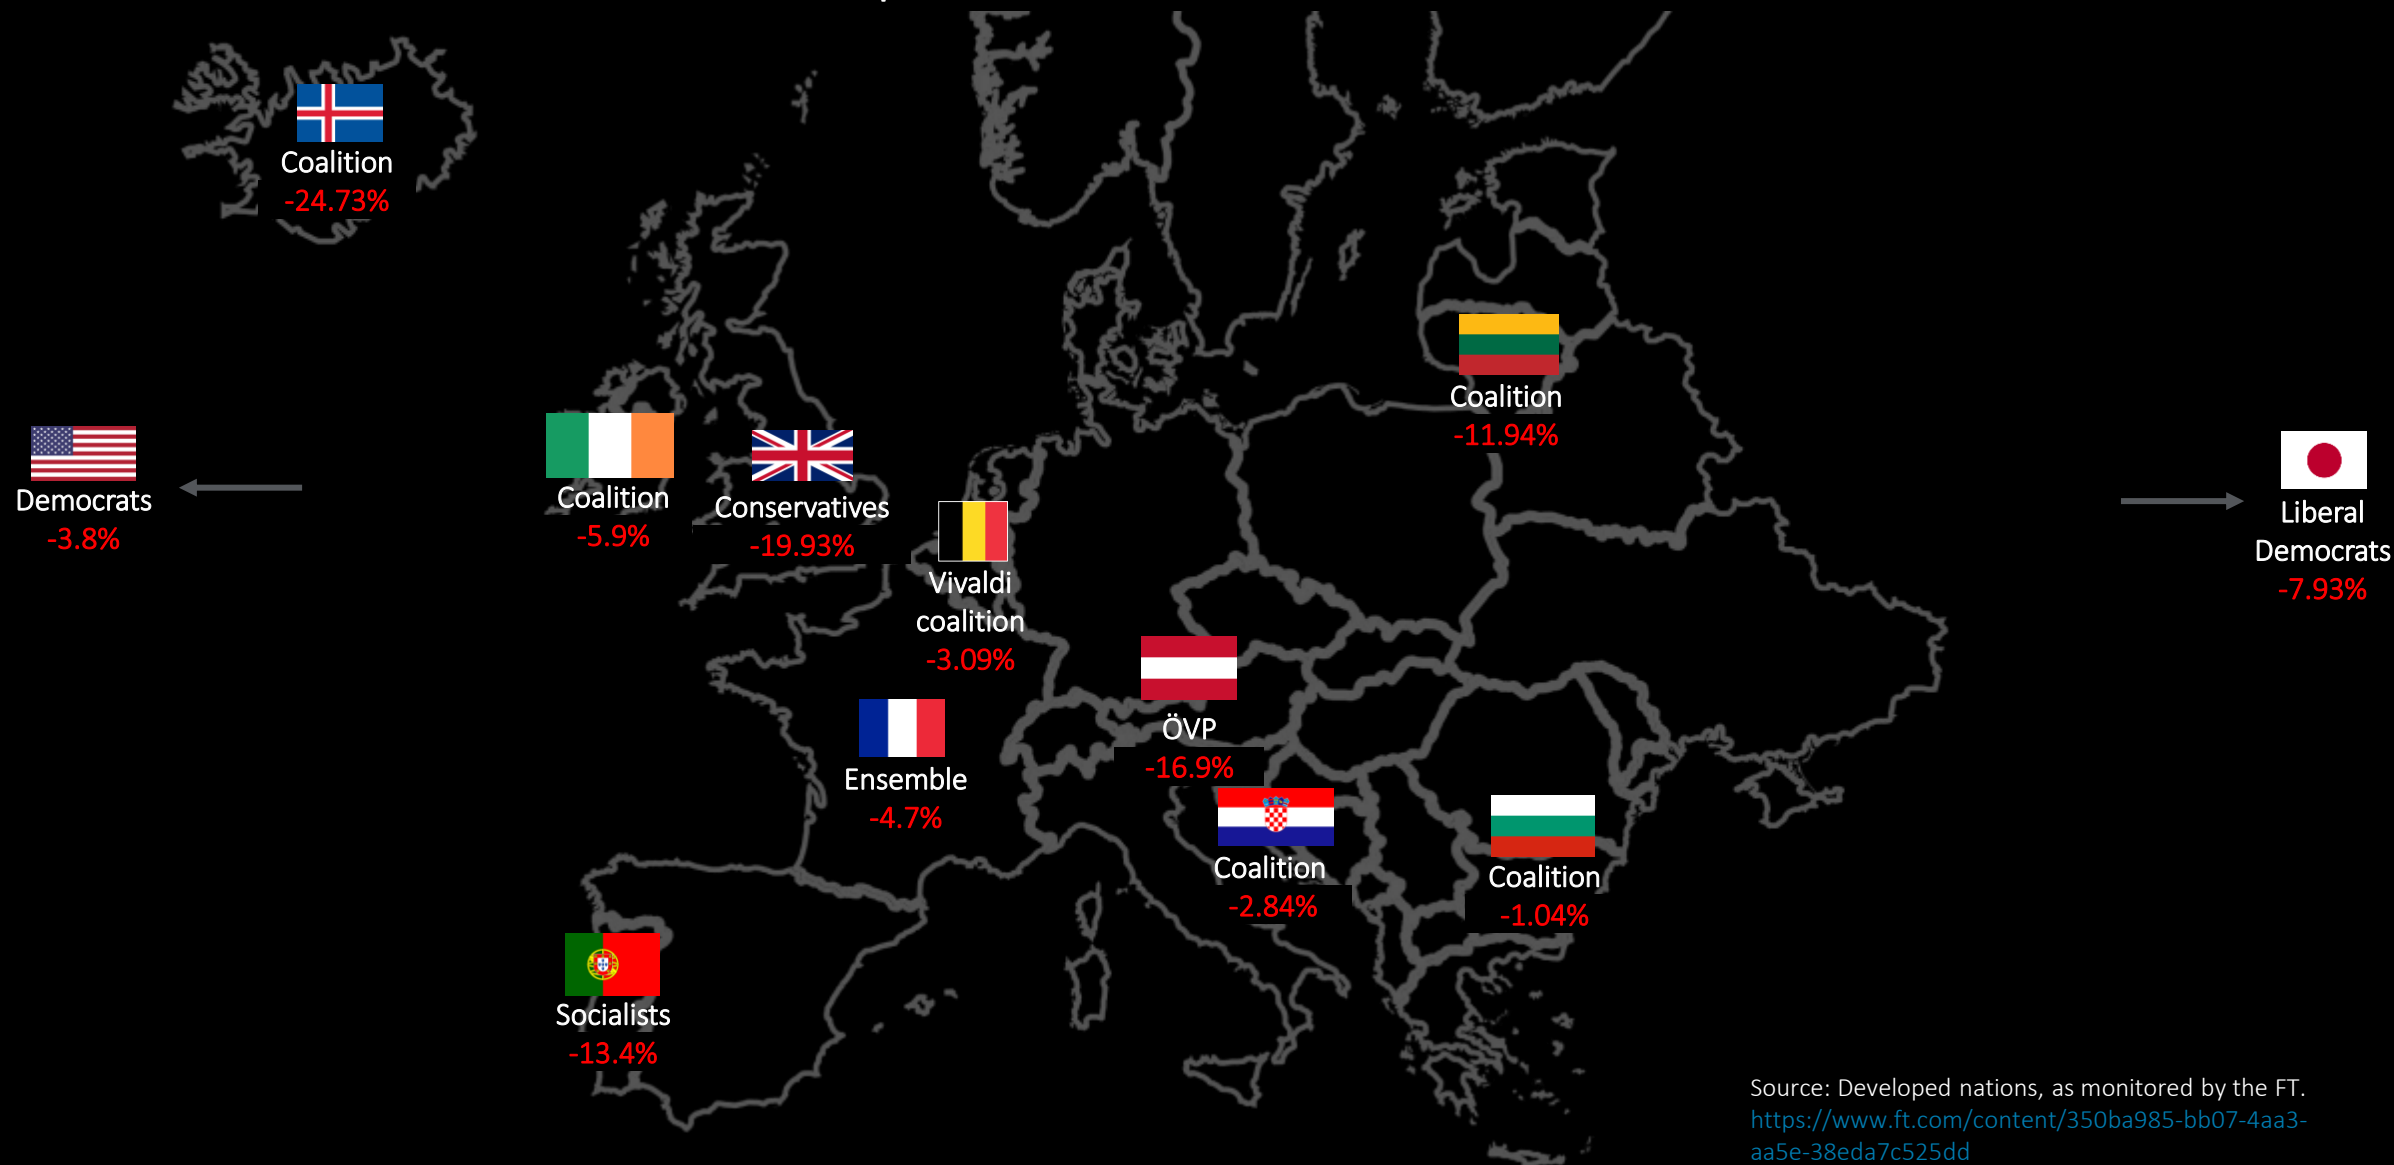 Coalition
-24.73%
Democrats
-3.8%
Coalition
-5.9%
Conservatives
-19.93%
Vivaldi
coalition
-3.09%
Coalition
-11.94%
Liberal
Democrats
-7.93%
ÖVP
-16.9%
Ensemble
-4.7%
Coalition
-2.84%
Coalition
-1.04%
Socialists
-13.4%
Source: Developed nations, as monitored by the FT.
https://www.ft.com/content/350ba985-bb07-4aa3-
aa5e-38eda7c525dd